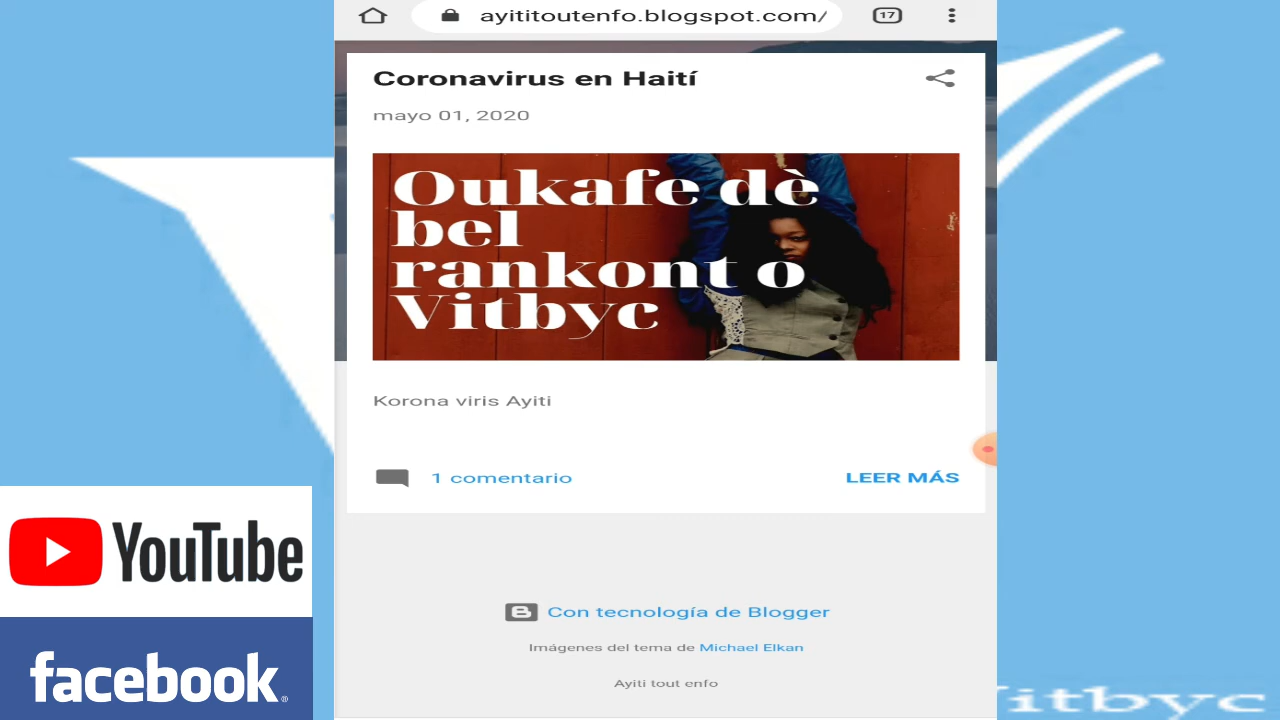 ayititoutenfo.blogspot.com/
17
Coronavirus en Haití
mayo 01, 2020
Oukafe dè
bel
rankont o
Vitbyc
Korona viris Ayiti
1 comentario
LEER MÁS
Con tecnología de Blogger
Imágenes del tema de Michael Elkan
Ayiti tout enfo
YouTube
facebook®
Vitbyc